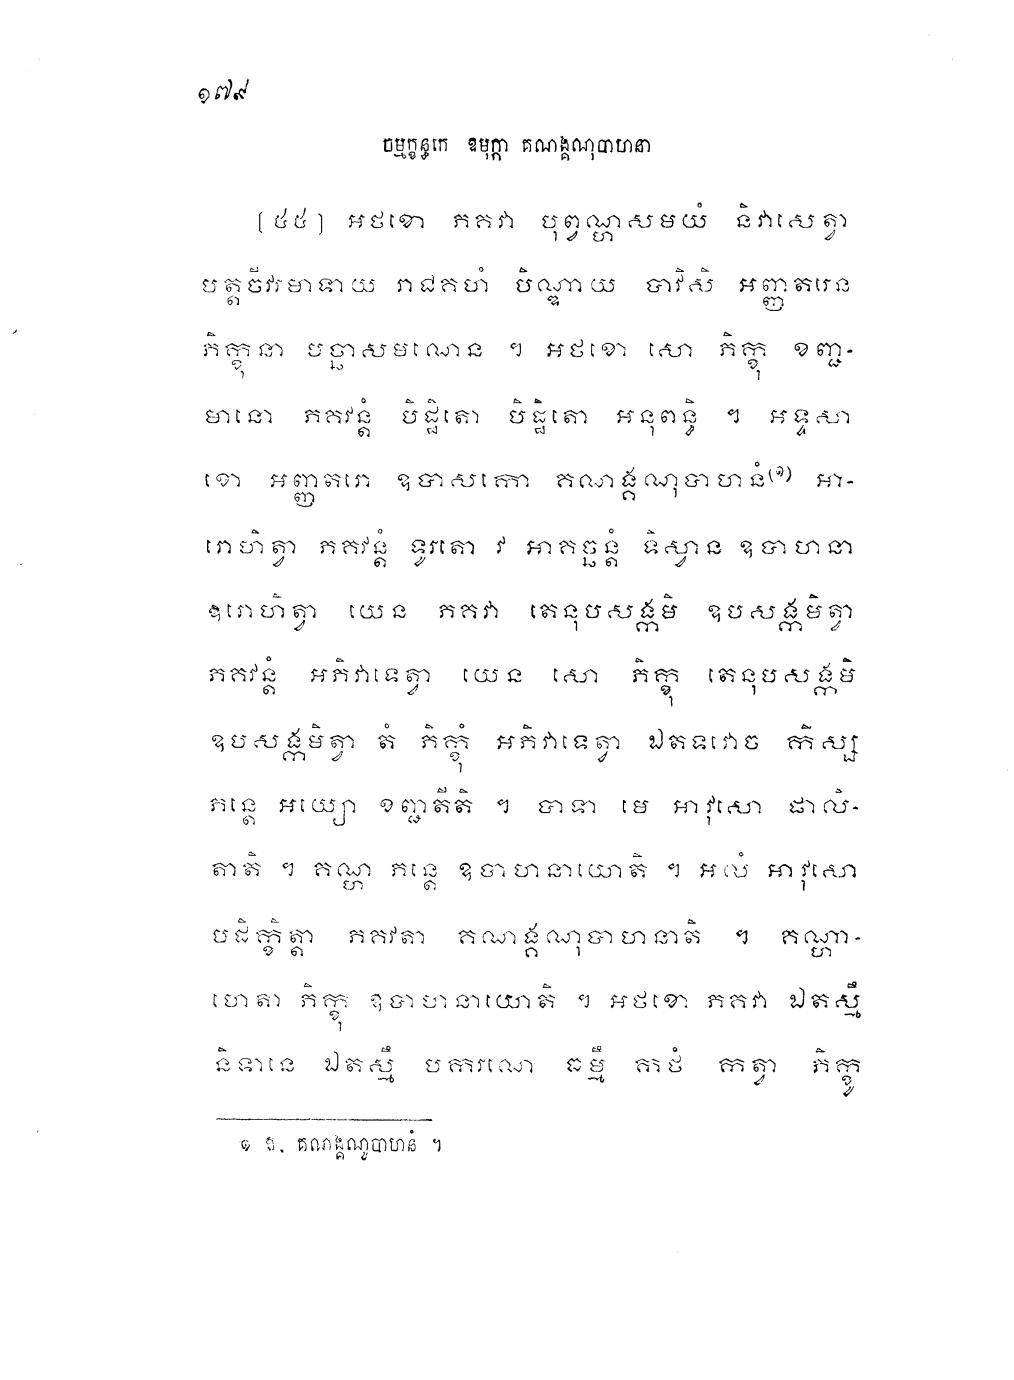 ១៧៩
ចម្មក្ខន្ធកេ ឱមុក្កា គណង្គណុបាហនា
[៥៥] អថខោ ភគវា បុព្វណ្ហសមយំ និវាសេត្វា
បត្តចីវរមាទាយ រាជគហំ បិណ្ឌាយ បាវិសិ អញ្ញតរេន
ភិក្ខុនា បច្ឆាសមណេន ។ អថខោ សោ ភិក្ខុ ខញ្ជ-
មានោ ភគវន្តំ បិដ្ឋិតោ បិដ្ឋិតោ អនុពន្ធិ ។ អទ្ទសា
ខោ អញ្ញតរោ ឧបាសកោ គណង្គណុបាហនំ(១) អា-
រោហិត្វា ភគវន្តំ ទូរតោ វ អាគច្ឆន្តំ ទិស្វាន ឧបាហនា
ឱរោហិត្វា យេន ភគវា តេនុបសង្កមិ ឧបសង្កមិត្វា
ភគវន្តំ អភិវាទេត្វា យេន សោ ភិក្ខុ តេនុបសង្កមិ
ឧបសង្កមិត្វា តំ ភិក្ខុំ អភិវាទេត្វា ឯតទវោច កិស្ស
ភន្តេ អយ្យោ ខញ្ជតីតិ ។ បាទា មេ អាវុសោ ផាលិ-
តាតិ ។ គណ្ហ ភន្តេ ឧបាហនាយោតិ ។ អលំ អាវុសោ
បដិក្ខិត្តា ភគវតា គណង្គណុបាហនាតិ ។ គណ្ហា-
ហេតា ភិក្ខុ ឧបាហនាយោតិ ។ អថខោ ភគវា ឯតស្មឹ
និទានេ ឯតស្មឹ បករណេ ធម្មឹ កថំ កត្វា ភិក្ខូ
១ ឱ. គណង្គណូបាហនំ ។